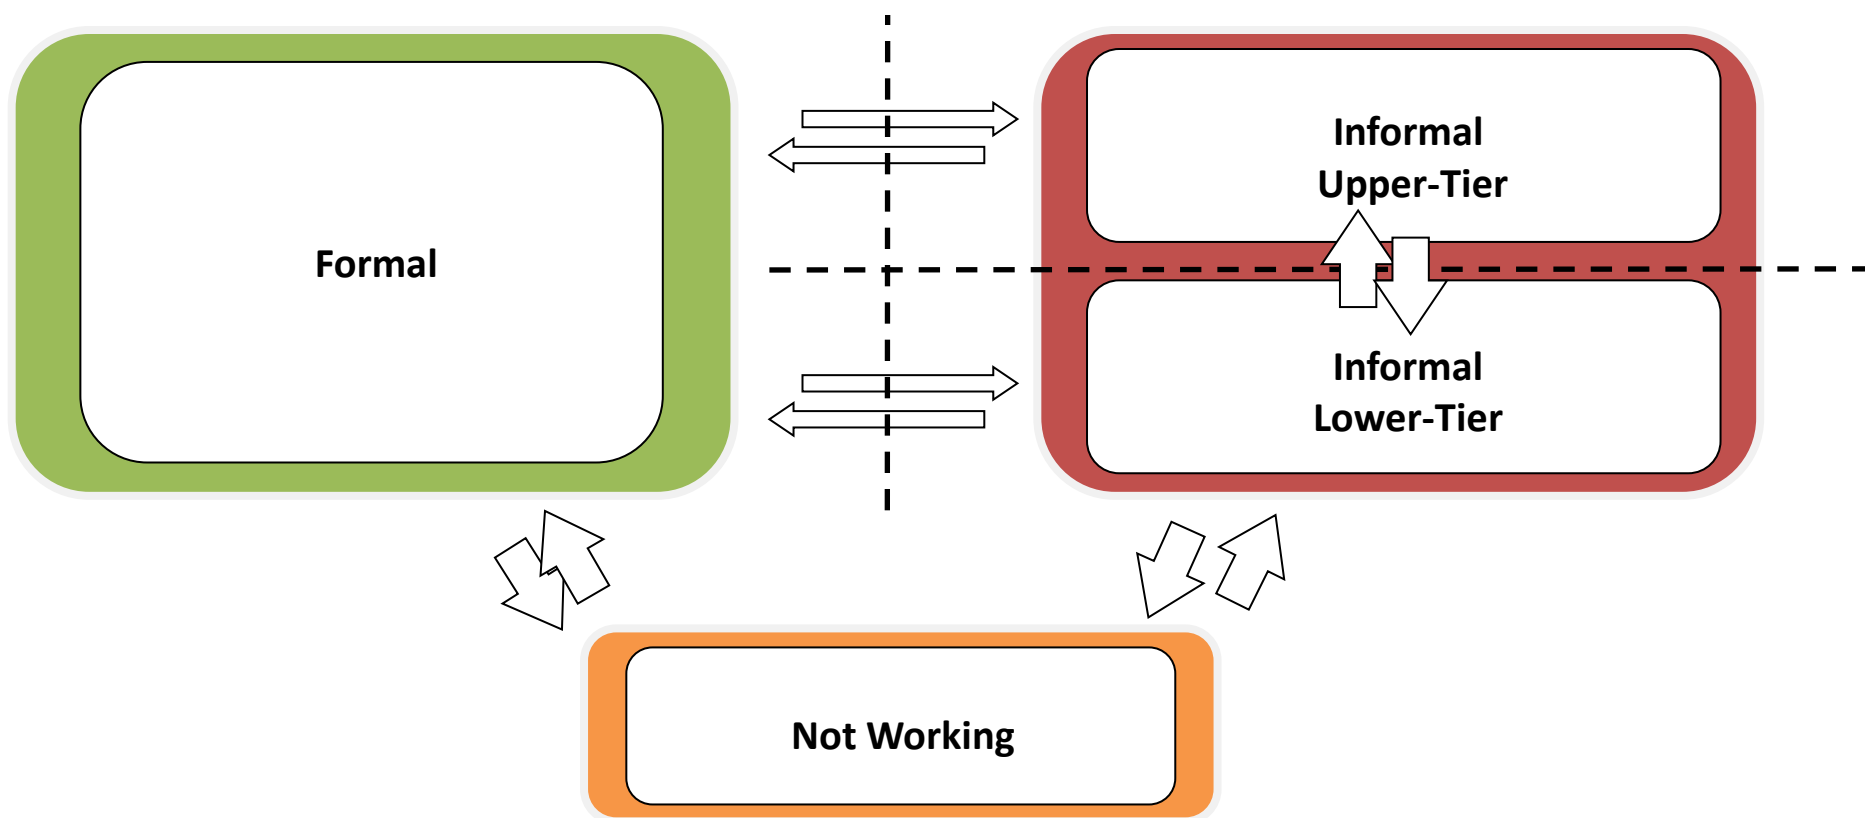 Formal
Informal
Upper-Tier
Informal
Lower-Tier
Not Working